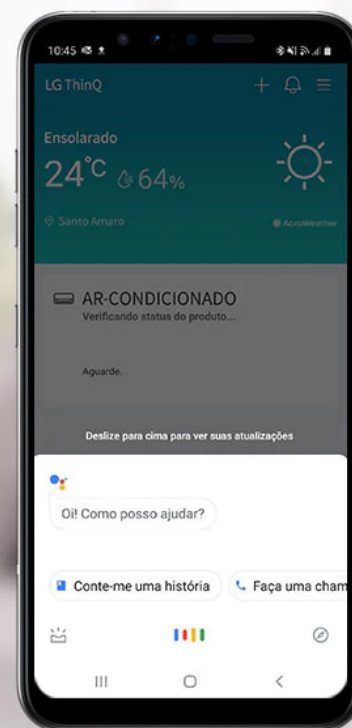 10:45
LG ThinQ
Ensolarado
24°C 64%
Santo Amaro
AccuWeather
AR-CONDICIONADO
Verificando status do produto...
Aguarde.
Deslize para cima para ver suas atualizações
Oi! Como posso ajudar?
Conte-me uma história
Faça uma cham